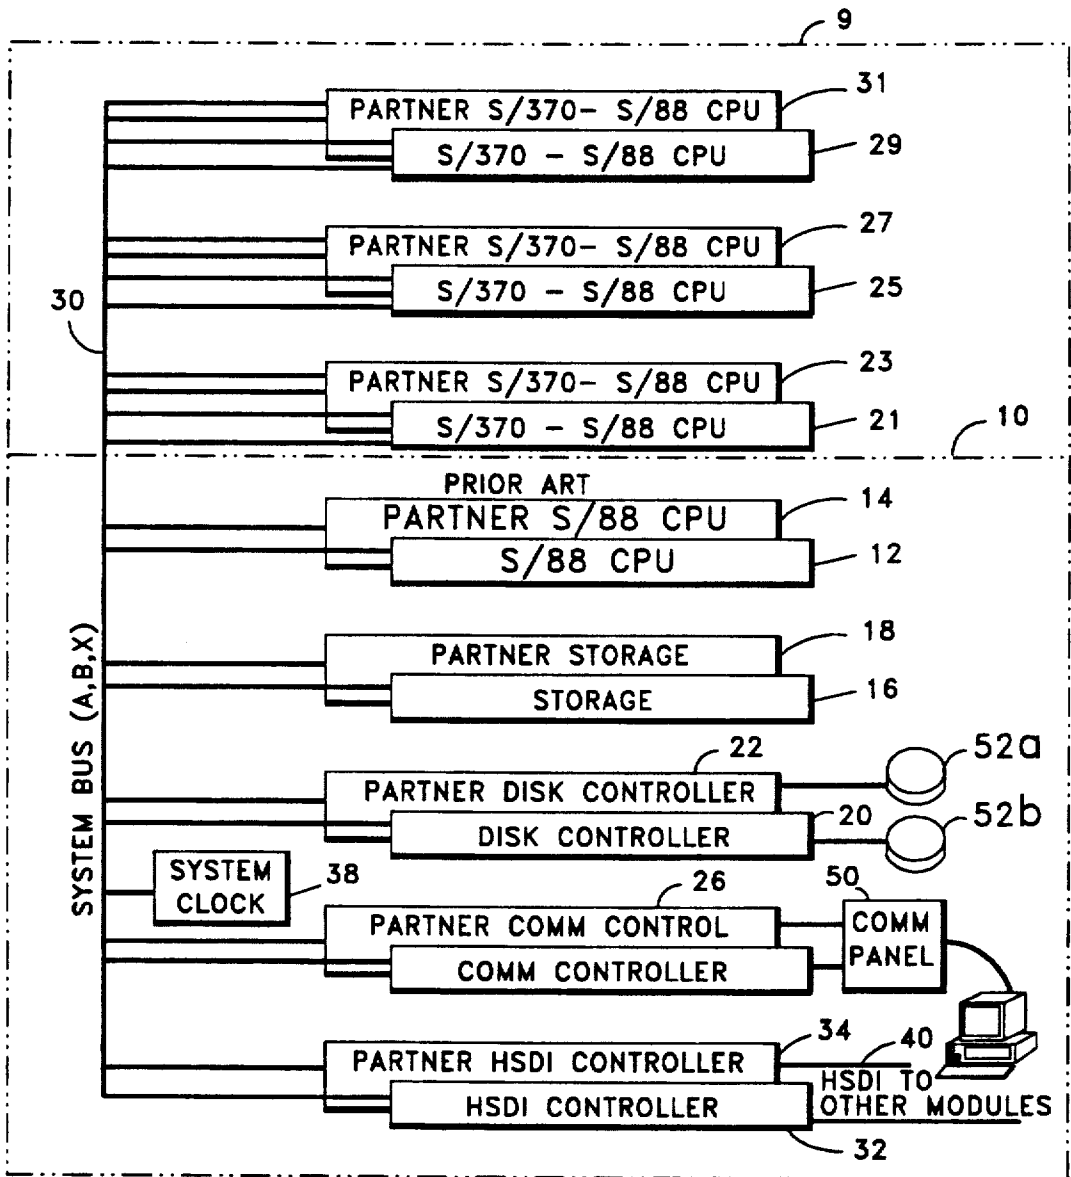 9
PARTNER S/370- S/88 CPU
31
S/370 - S/88 CPU
29
PARTNER S/370- S/88 CPU
27
S/370 - S/88 CPU
25
30
PARTNER S/370- S/88 CPU
23
S/370 - S/88 CPU
21
10
PRIOR ART
PARTNER S/88 CPU
14
S/88 CPU
12
PARTNER STORAGE
18
STORAGE
16
SYSTEM BUS (A,B,X)
22
52a
PARTNER DISK CONTROLLER
20
DISK CONTROLLER
52b
SYSTEM
CLOCK
38
26
50
PARTNER COMM CONTROL
COMM
PANEL
COMM CONTROLLER
34
40
PARTNER HSDI CONTROLLER
HSDI TO
OTHER MODULES
HSDI CONTROLLER
32